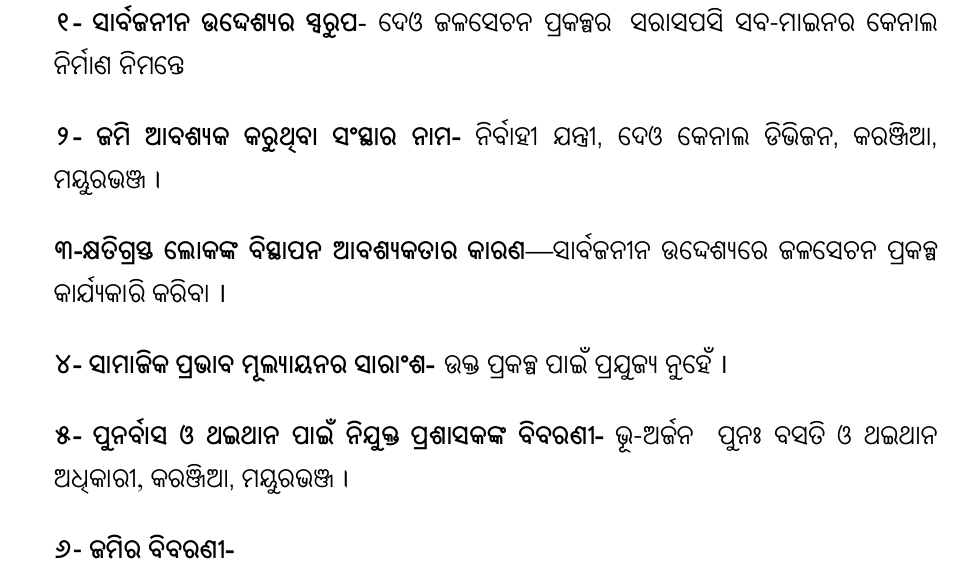 ୧- ସାର୍ବଜନୀନ ଉଦ୍ଦେଶ୍ୟର ସ୍ୱରୂପ- ଦେଓ ଜଳସେଚନ ପ୍ରକଳ୍ପର ସରାସପସି ସବ-ମାଇନର କେନାଲ
ନିର୍ମାଣ ନିମନ୍ତେ
୨- ଜମି ଆବଶ୍ୟକ କରୁଥିବା ସଂସ୍ଥାର ନାମ- ନିର୍ବାହୀ ଯନ୍ତ୍ରୀ, ଦେଓ କେନାଲ ଡିଭିଜନ, କରଞ୍ଜିଆ,
ମୟୁରଭଞ୍ଜ ।
୩-କ୍ଷତିଗ୍ରସ୍ତ ଲୋକଙ୍କ ବିସ୍ଥାପନ ଆବଶ୍ୟକତାର କାରଣ—ସାର୍ବଜନୀନ ଉଦ୍ଦେଶ୍ୟରେ ଜଳସେଚନ ପ୍ରକଳ୍ପ
କାର୍ଯ୍ୟକାରି କରିବା ।
୪- ସାମାଜିକ ପ୍ରଭାବ ମୂଲ୍ୟାୟନର ସାରାଂଶ- ଉକ୍ତ ପ୍ରକଳ୍ପ ପାଇଁ ପ୍ରଯୁଜ୍ୟ ନୁହେଁ ।
୫- ପୁନର୍ବାସ ଓ ଥଇଥାନ ପାଇଁ ନିଯୁକ୍ତ ପ୍ରଶାସକଙ୍କ ବିବରଣୀ- ଭୂ-ଅର୍ଜନ ପୁନଃ ବସତି ଓ ଥଇଥାନ
ଅଧିକାରୀ, କରଞ୍ଜିଆ, ମୟୁରଭଞ୍ଜ ।
୬- ଜମିର ବିବରଣୀ-